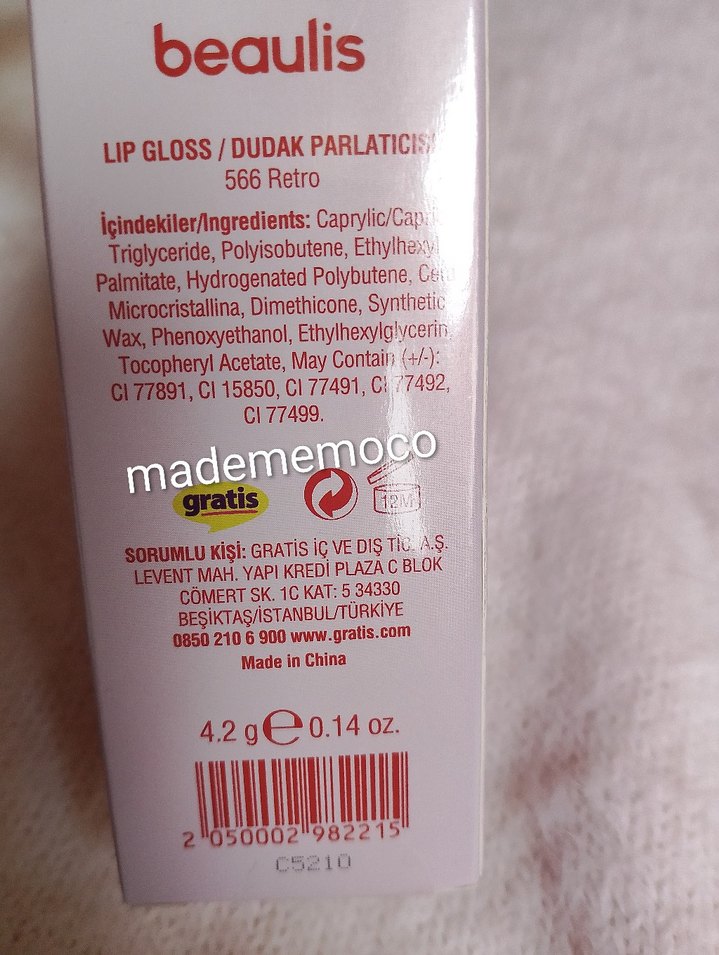 beaulis
LIP GLOSS / DUDAK PARLATICISI
566 Retro
İçindekiler/Ingredients: Caprylic/Capric
Triglyceride, Polyisobutene, Ethylhexyl
Palmitate, Hydrogenated Polybutene, Cera
Microcristallina, Dimethicone, Synthetic
Wax, Phenoxyethanol, Ethylhexylglycerin,
Tocopheryl Acetate, May Contain (+/-):
CI 77891, CI 15850, CI 77491, CI 77492,
CI 77499.
madamememoco
gratis
12M
SORUMLU KİŞİ: GRATIS İÇ VE DIŞ TİC. A.Ş.
LEVENT MAH. YAPI KREDİ PLAZA C BLOK
CÖMERT SK. 1C KAT: 5 34330
BEŞİKTAŞ/İSTANBUL/TÜRKİYE
0850 210 6 900 www.gratis.com
Made in China
4.2 g e 0.14 oz.
2 050002 982215
C5210